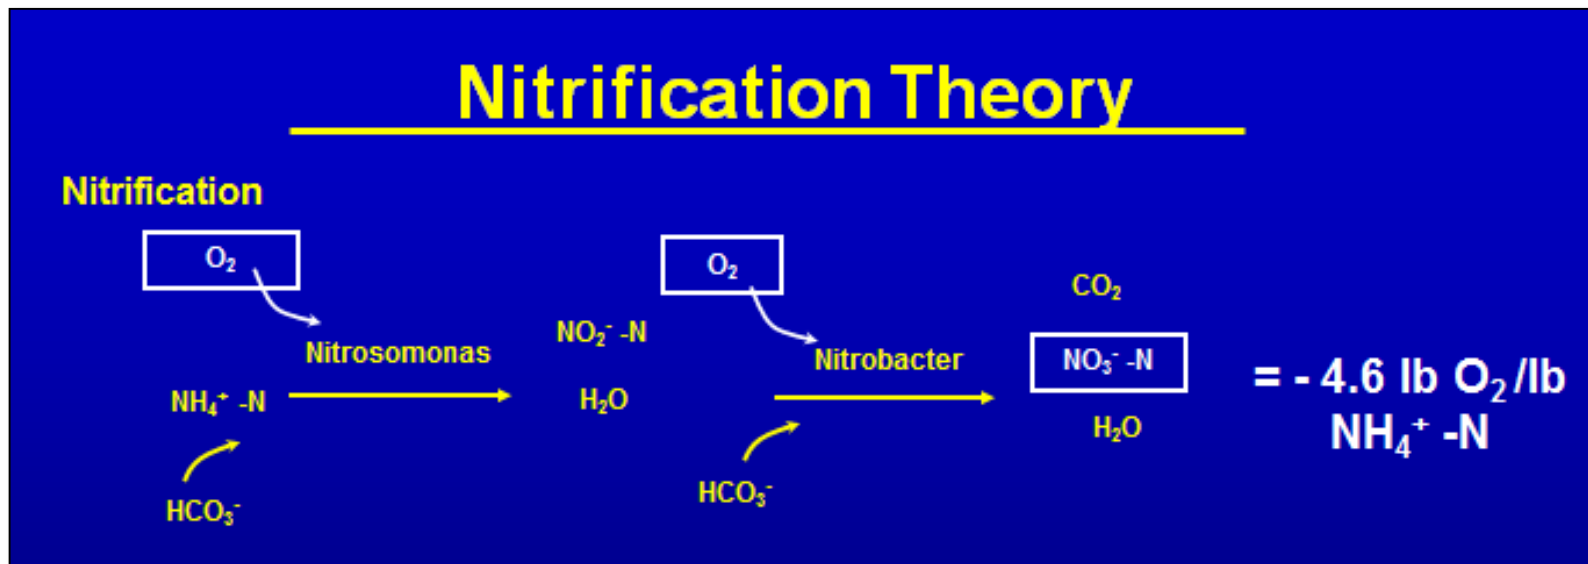 Nitrification Theory
Nitrification
O₂
O₂
CO₂
NO₂⁻ -N
Nitrosomonas
Nitrobacter
NO₃⁻ -N
= - 4.6 lb O₂/lb
NH₄⁺ -N
NH₄⁺ -N
H₂O
H₂O
HCO₃⁻
HCO₃⁻